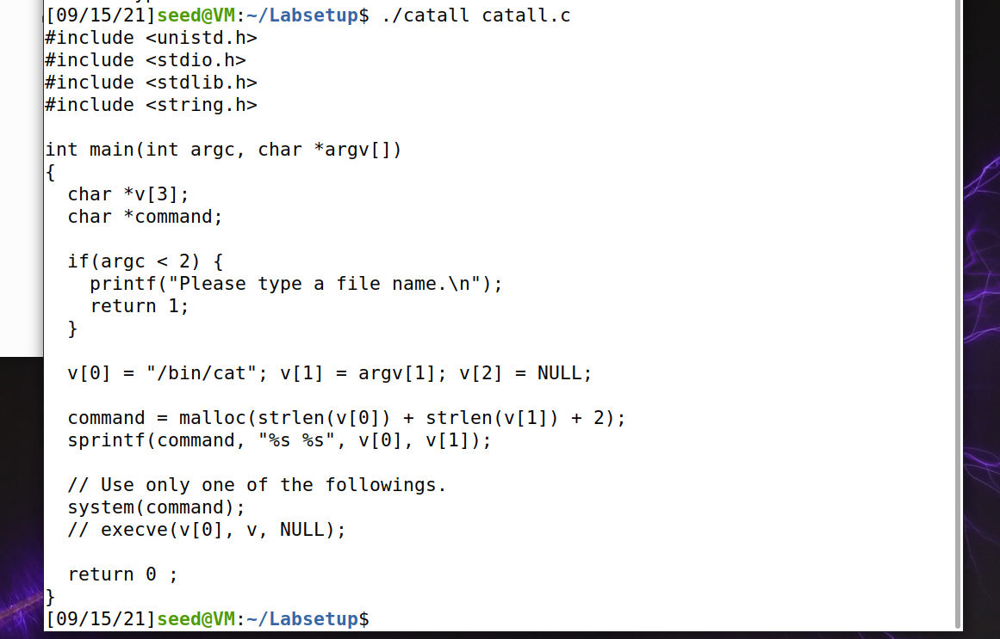 [09/15/21]seed@VM:~/Labsetup$ ./catall catall.c
#include <unistd.h>
#include <stdio.h>
#include <stdlib.h>
#include <string.h>

int main(int argc, char *argv[])
{
  char *v[3];
  char *command;

  if(argc < 2) {
    printf("Please type a file name.\n");
    return 1;
  }

  v[0] = "/bin/cat"; v[1] = argv[1]; v[2] = NULL;

  command = malloc(strlen(v[0]) + strlen(v[1]) + 2);
  sprintf(command, "%s %s", v[0], v[1]);

  // Use only one of the followings.
  system(command);
  // execve(v[0], v, NULL);

  return 0 ;
}
[09/15/21]seed@VM:~/Labsetup$